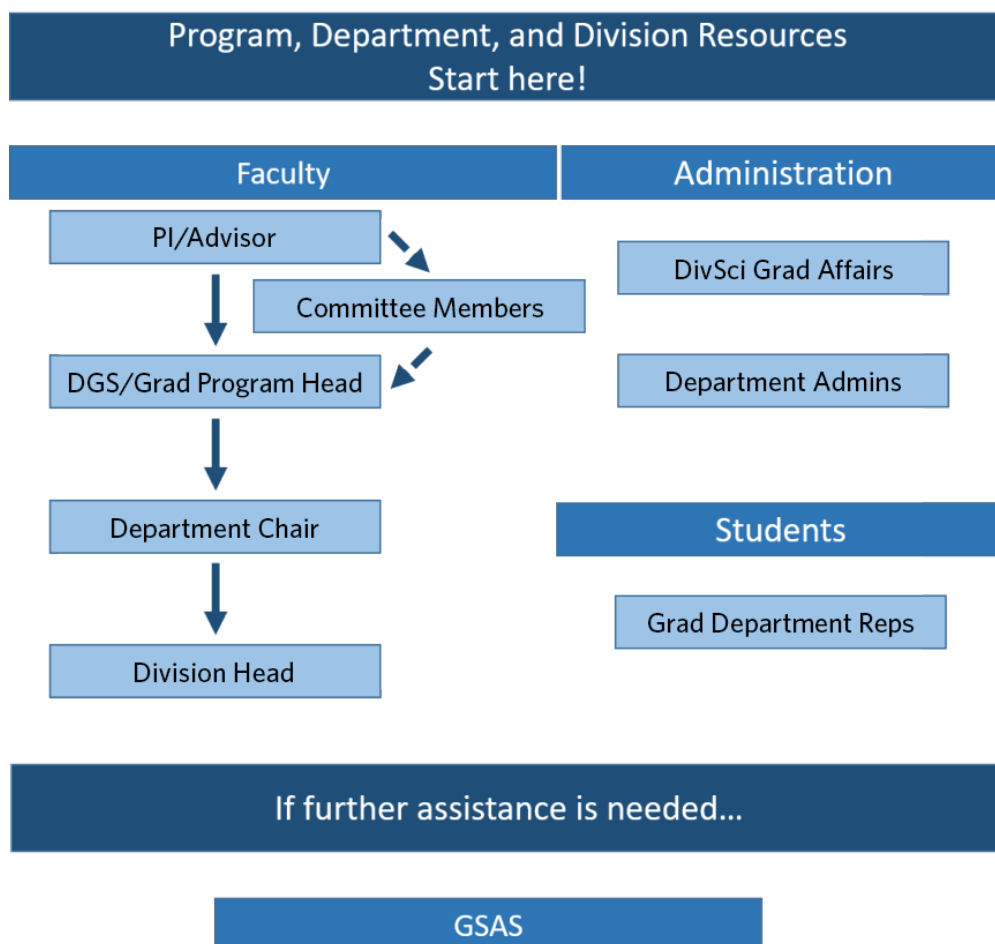 Program, Department, and Division Resources
Start here!
Faculty
Administration
PI/Advisor
DivSci Grad Affairs
Committee Members
DGS/Grad Program Head
Department Admins
Department Chair
Students
Grad Department Reps
Division Head
If further assistance is needed...
GSAS